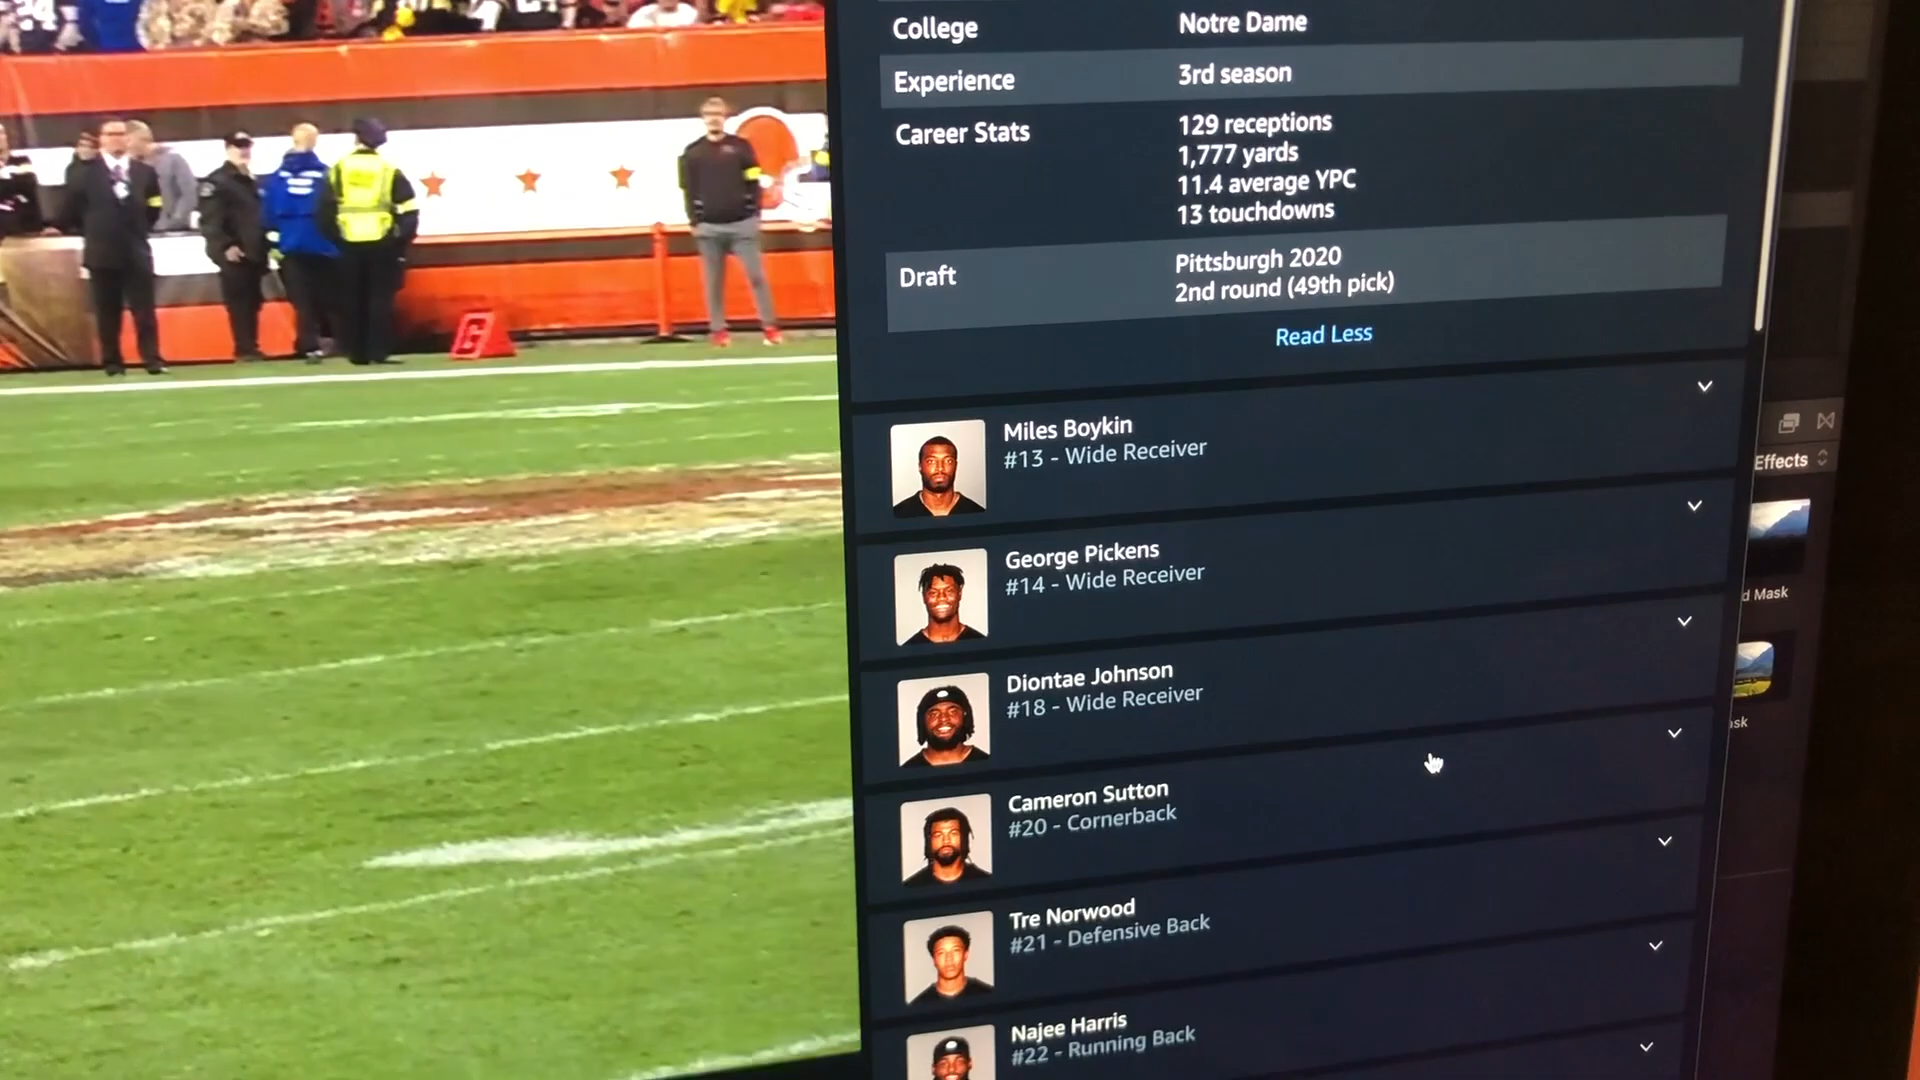 College Notre Dame
Experience 3rd season
Career Stats 129 receptions
1,777 yards
11.4 average YPC
13 touchdowns
Draft Pittsburgh 2020
2nd round (49th pick)
Read Less
Miles Boykin
#13 - Wide Receiver
George Pickens
#14 - Wide Receiver
Diontae Johnson
#18 - Wide Receiver
Cameron Sutton
#20 - Cornerback
Tre Norwood
#21 - Defensive Back
Najee Harris
#22 - Running Back
Effects
d Mask
ask